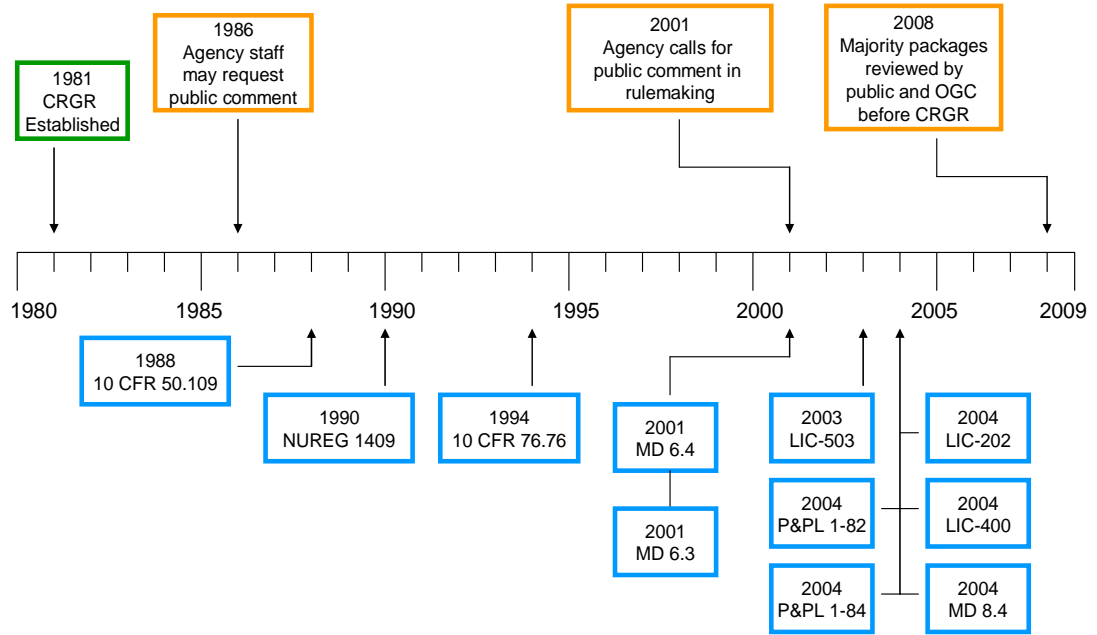 1986
Agency staff
may request
public comment
2001
Agency calls for
public comment in
rulemaking
2008
Majority packages
reviewed by
public and OGC
before CRGR
1981
CRGR
Established
1980
1985
1990
1995
2000
2005
2009
1988
10 CFR 50.109
1990
NUREG 1409
1994
10 CFR 76.76
2001
MD 6.4
2003
LIC-503
2004
LIC-202
2004
P&PL 1-82
2004
LIC-400
2001
MD 6.3
2004
P&PL 1-84
2004
MD 8.4